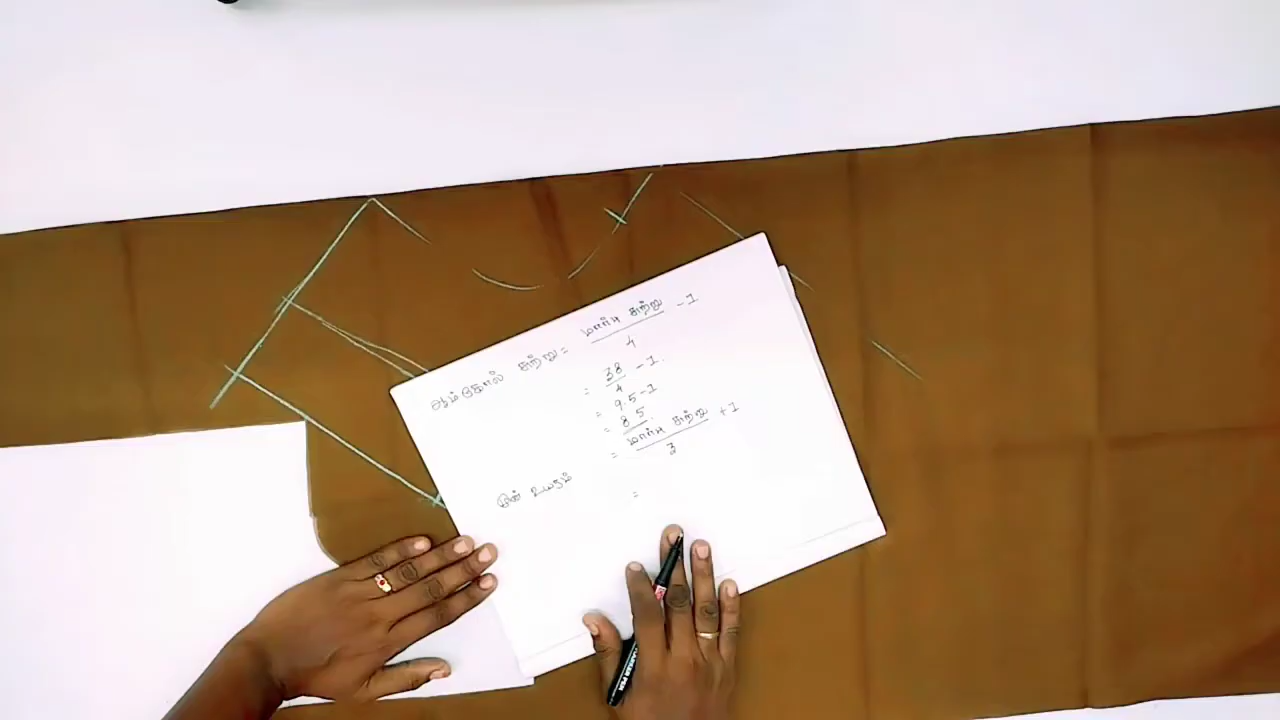 ஆம்கோல் சுற்று = மார்பு சுற்று / 4 - 1
= 38 / 4 - 1
= 9.5 - 1
= 8.5
முன் உயரம் = மார்பு சுற்று / 3 + 1
=